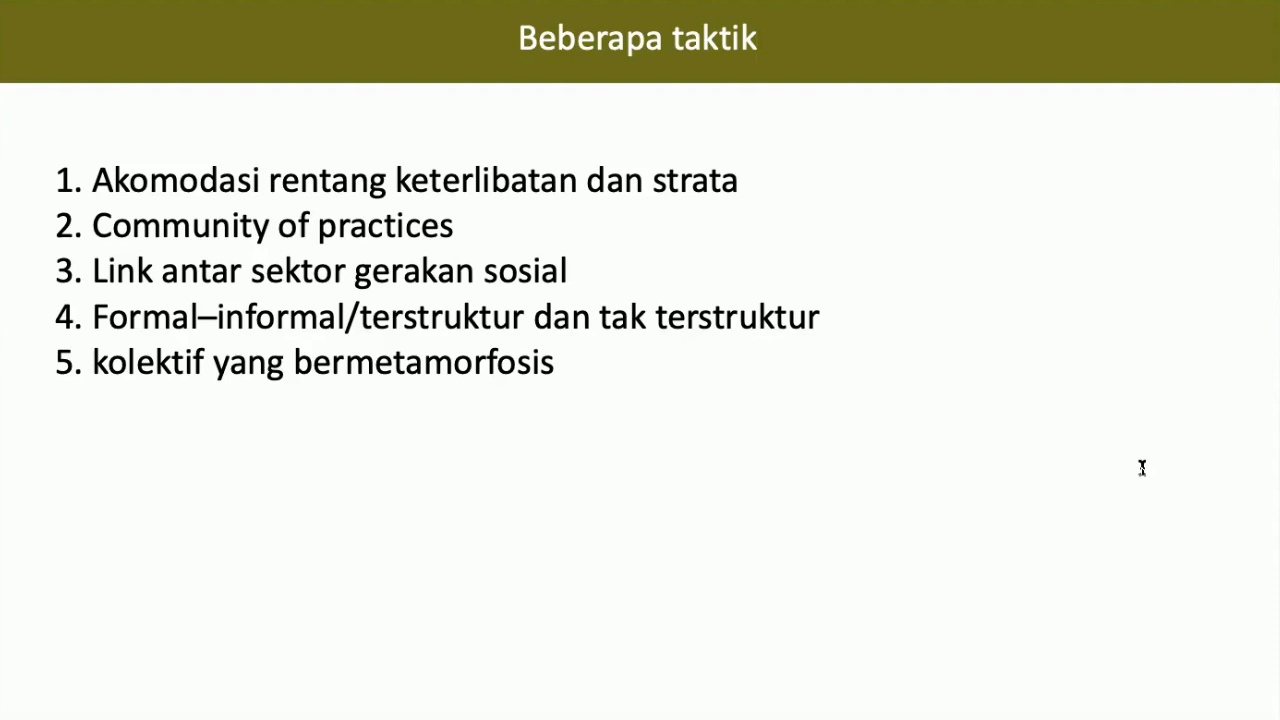 Beberapa taktik
1. Akomodasi rentang keterlibatan dan strata
2. Community of practices
3. Link antar sektor gerakan sosial
4. Formal–informal/terstruktur dan tak terstruktur
5. kolektif yang bermetamorfosis